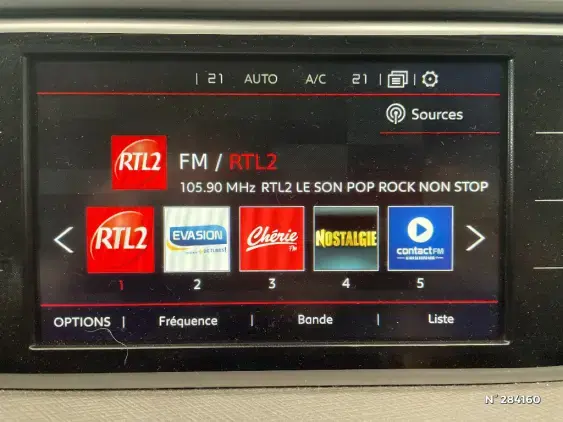 21 AUTO A/C 21
Sources
RTL2
FM / RTL2
105.90 MHz RTL2 LE SON POP ROCK NON STOP
RTL2 EVASION Chérie FM NOSTALGIE contact FM
1 2 3 4 5
OPTIONS | Fréquence | Bande | Liste
N°284160